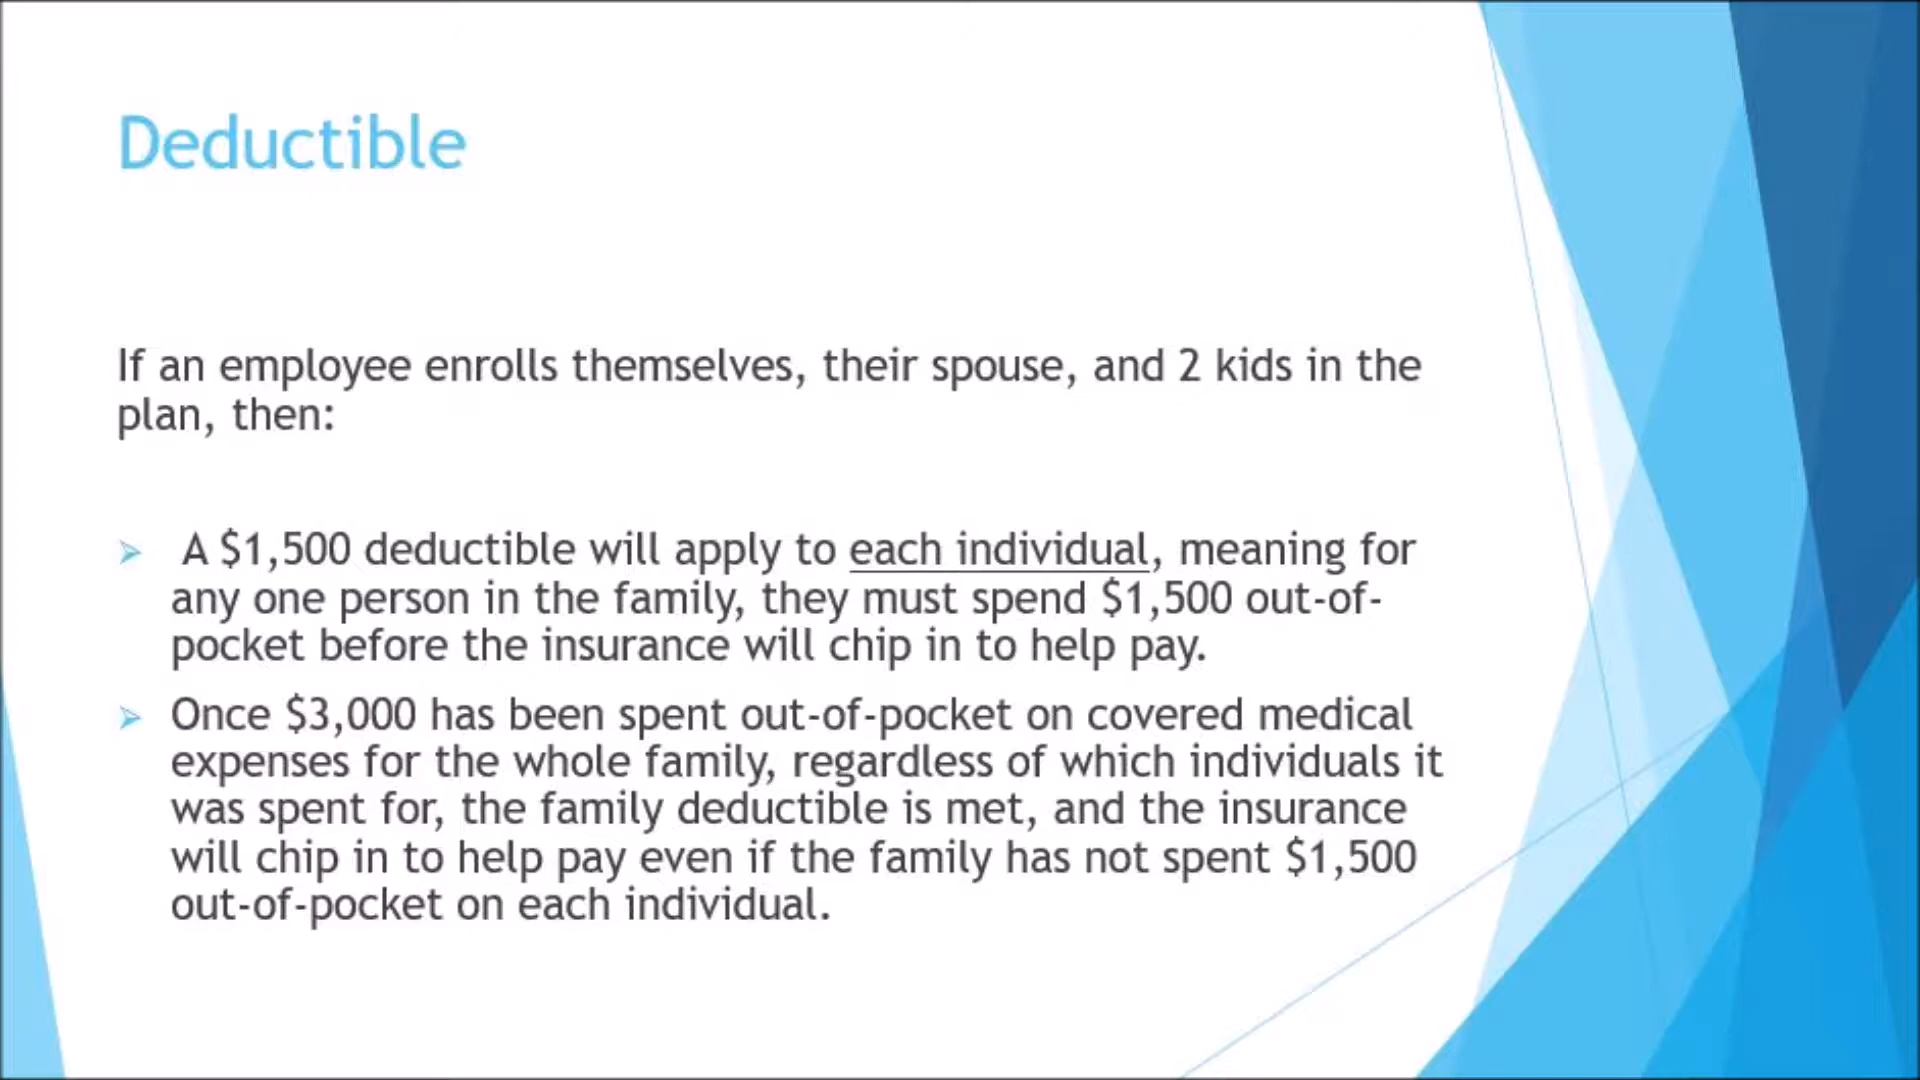 Deductible
If an employee enrolls themselves, their spouse, and 2 kids in the
plan, then:
A $1,500 deductible will apply to each individual, meaning for
any one person in the family, they must spend $1,500 out-of-
pocket before the insurance will chip in to help pay.
Once $3,000 has been spent out-of-pocket on covered medical
expenses for the whole family, regardless of which individuals it
was spent for, the family deductible is met, and the insurance
will chip in to help pay even if the family has not spent $1,500
out-of-pocket on each individual.